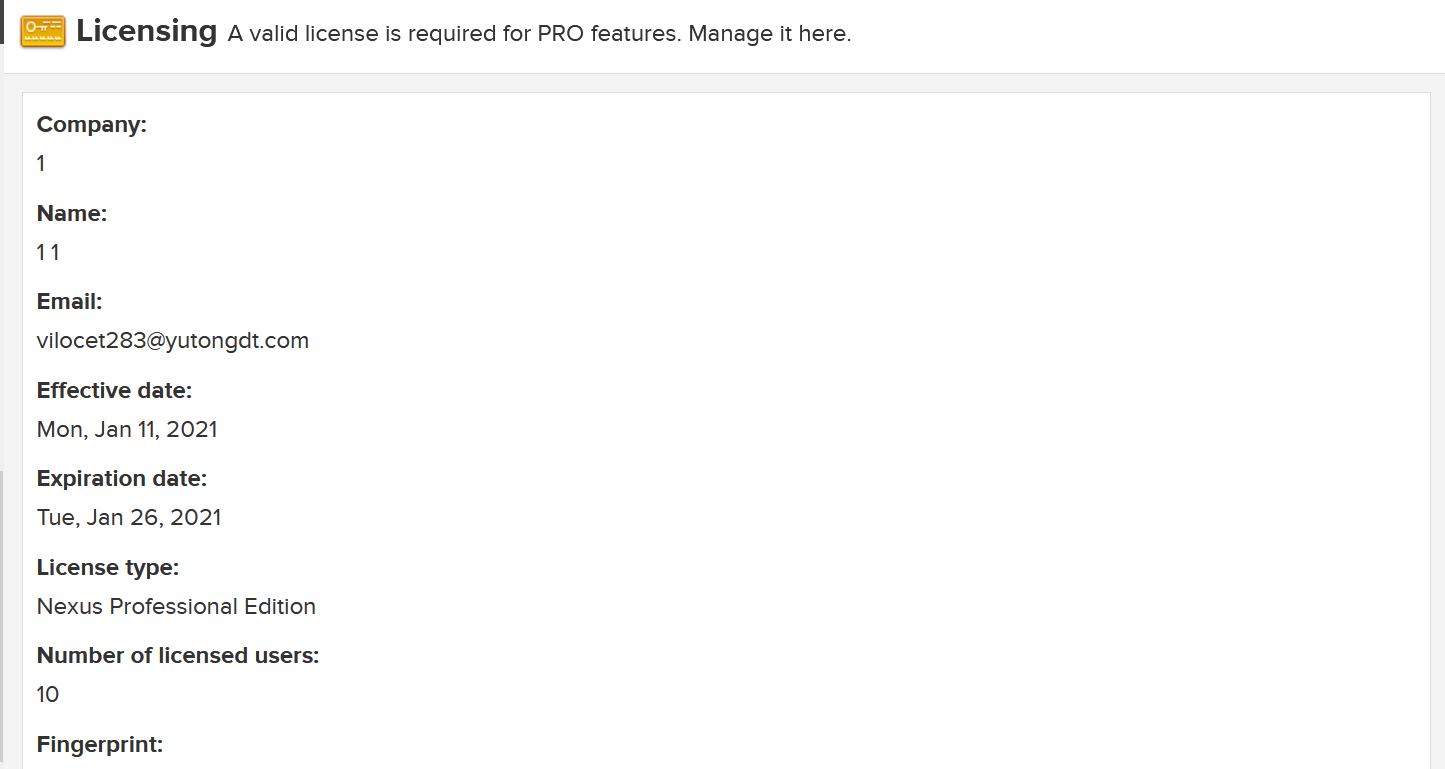 Licensing A valid license is required for PRO features. Manage it here.
Company:
1
Name:
1 1
Email:
vilocet283@yutongdt.com
Effective date:
Mon, Jan 11, 2021
Expiration date:
Tue, Jan 26, 2021
License type:
Nexus Professional Edition
Number of licensed users:
10
Fingerprint: